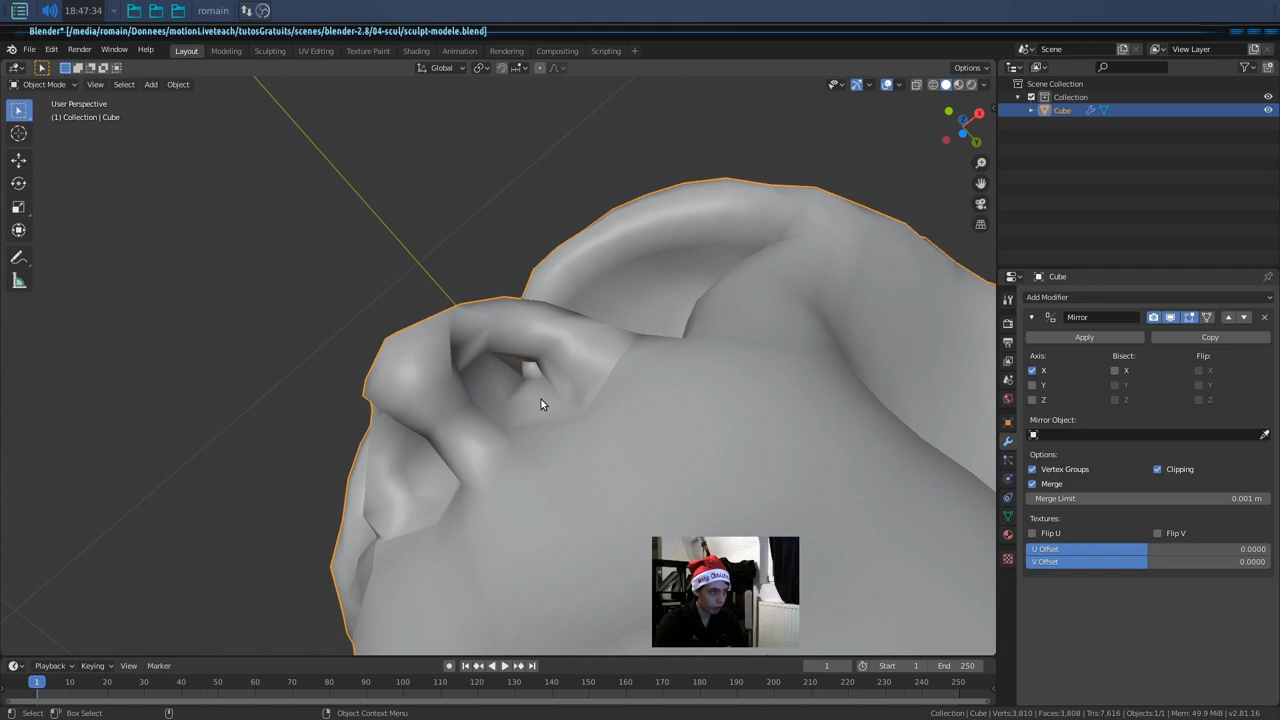 18:47:34
romain
Blender* [/media/romain/Donnees/motionLiveteach/tutosGratuits/scenes/blender-2.8/04-scul/sculpt-modele.blend]
File Edit Render Window Help
Layout Modeling Sculpting UV Editing Texture Paint Shading Animation Rendering Compositing Scripting +
Scene
View Layer
Global
Options
Object Mode View Select Add Object
User Perspective
(1) Collection | Cube
Scene Collection
Collection
Cube
X
Y
Z
Cube
Add Modifier
Mirror
Apply Copy
Axis: Bisect: Flip:
X X X
Y Y Y
Z Z Z
Mirror Object:
Options:
Vertex Groups Clipping
Merge
Merge Limit 0.001 m
Textures:
Flip U Flip V
U Offset 0.0000
V Offset 0.0000
Playback Keying View Marker
1 Start 1 End 250
1 10 20 30 40 50 60 70 80 90 100 110 120 130 140 150 160 170 180 190 200 210 220 230 240 250
Select Box Select Object Context Menu
Collection | Cube | Verts:3,810 | Faces:3,808 | Tris:7,616 | Objects:1/1 | Mem: 49.9 MiB | v2.81.16